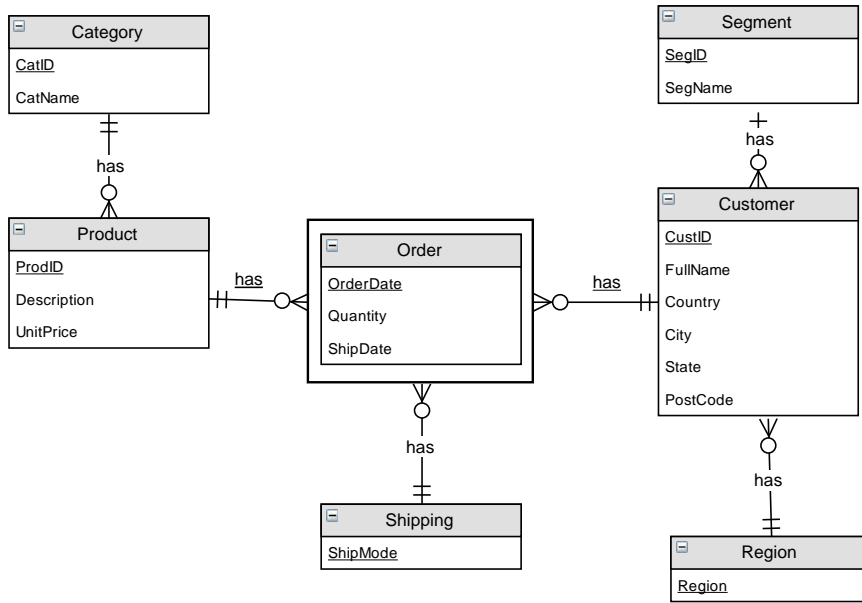 Category
CatID
CatName
has
Product
ProdID
Description
UnitPrice
has
Order
OrderDate
Quantity
ShipDate
has
Shipping
ShipMode
has
Segment
SegID
SegName
has
Customer
CustID
FullName
Country
City
State
PostCode
has
Region
Region